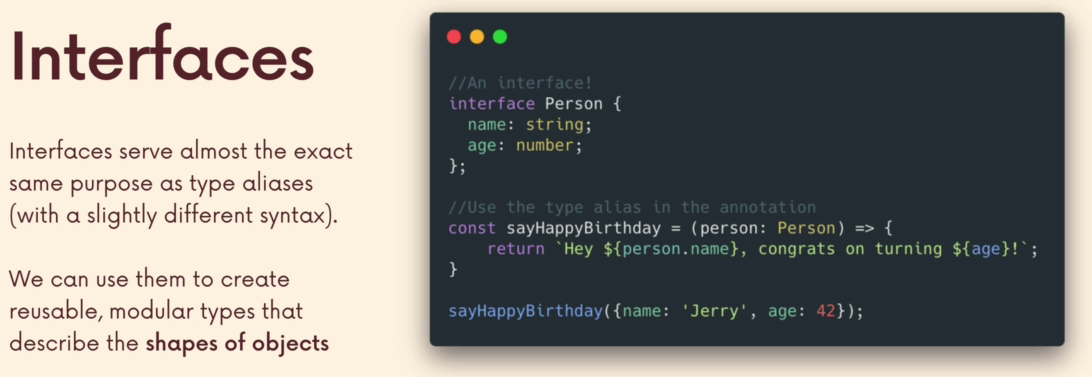 Interfaces
Interfaces serve almost the exact
same purpose as type aliases
(with a slightly different syntax).
We can use them to create
reusable, modular types that
describe the shapes of objects
//An interface!
interface Person {
  name: string;
  age: number;
};
//Use the type alias in the annotation
const sayHappyBirthday = (person: Person) => {
    return `Hey ${person.name}, congrats on turning ${age}!`;
}
sayHappyBirthday({name: 'Jerry', age: 42});